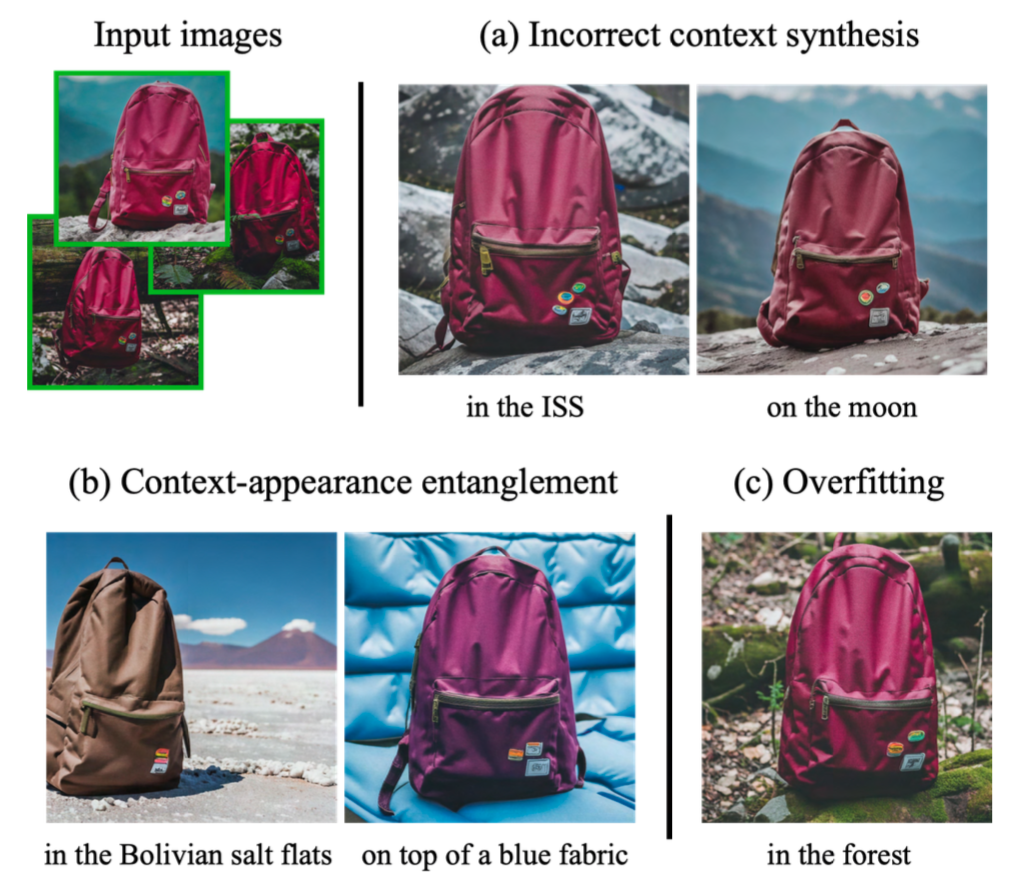 Input images
(a) Incorrect context synthesis
in the ISS
on the moon
(b) Context-appearance entanglement
(c) Overfitting
in the Bolivian salt flats
on top of a blue fabric
in the forest